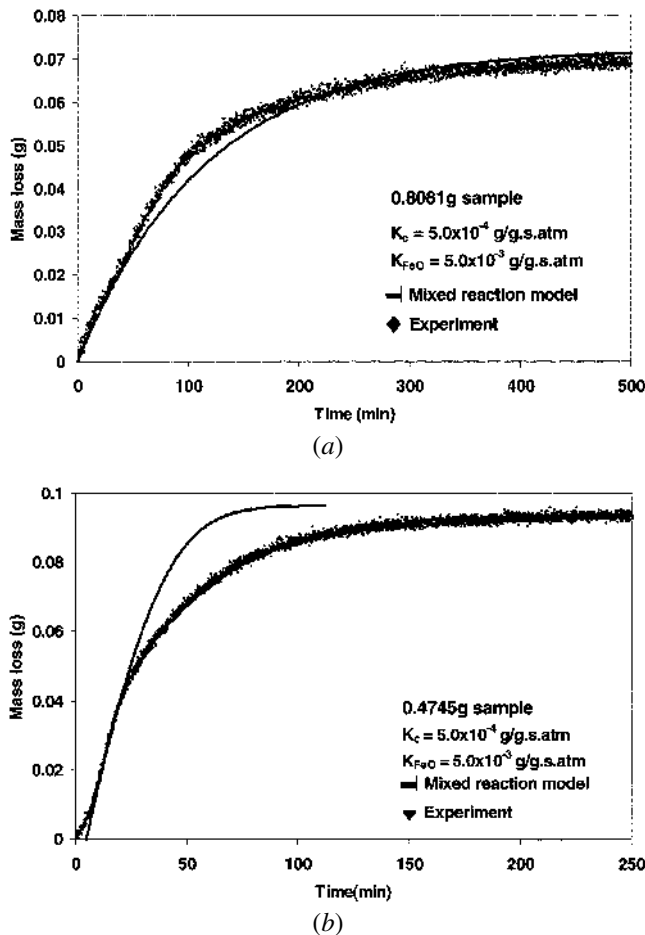 0.08
0.07
0.06
0.05
0.04
0.03
0.02
0.01
0
Mass loss (g)
0.8061g sample
K_c = 5.0x10^-4 g/g.s.atm
K_FeO = 5.0x10^-3 g/g.s.atm
Mixed reaction model
Experiment
0 100 200 300 400 500
Time (min)
(a)
0.1
0.08
0.06
0.04
0.02
0
Mass loss (g)
0.4745g sample
K_c = 5.0x10^-4 g/g.s.atm
K_FeO = 5.0x10^-3 g/g.s.atm
Mixed reaction model
Experiment
0 50 100 150 200 250
Time(min)
(b)